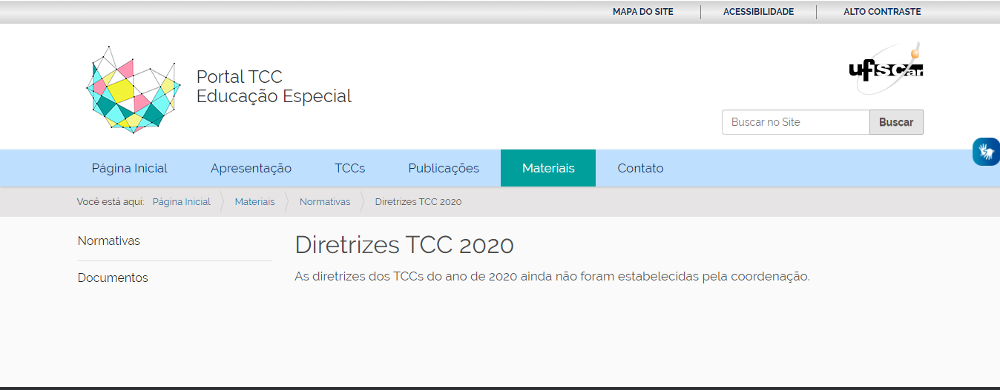 MAPA DO SITE ACESSIBILIDADE ALTO CONTRASTE
Portal TCC
Educação Especial
ufscar
Buscar no Site Buscar
Página Inicial Apresentação TCCs Publicações Materiais Contato
Você está aqui: Página Inicial Materiais Normativas Diretrizes TCC 2020
Normativas
Documentos
Diretrizes TCC 2020
As diretrizes dos TCCs do ano de 2020 ainda não foram estabelecidas pela coordenação.